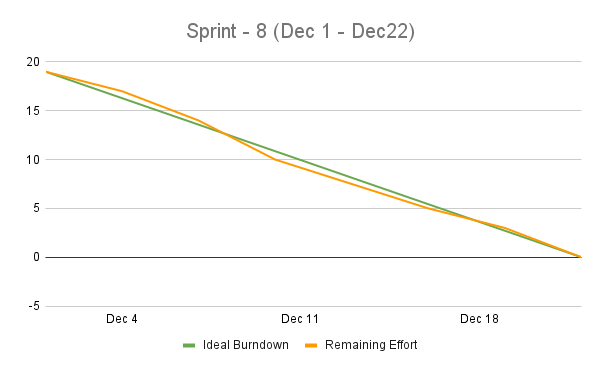 Sprint - 8 (Dec 1 - Dec22)
20
15
10
5
0
-5
Dec 4 Dec 11 Dec 18
Ideal Burndown Remaining Effort